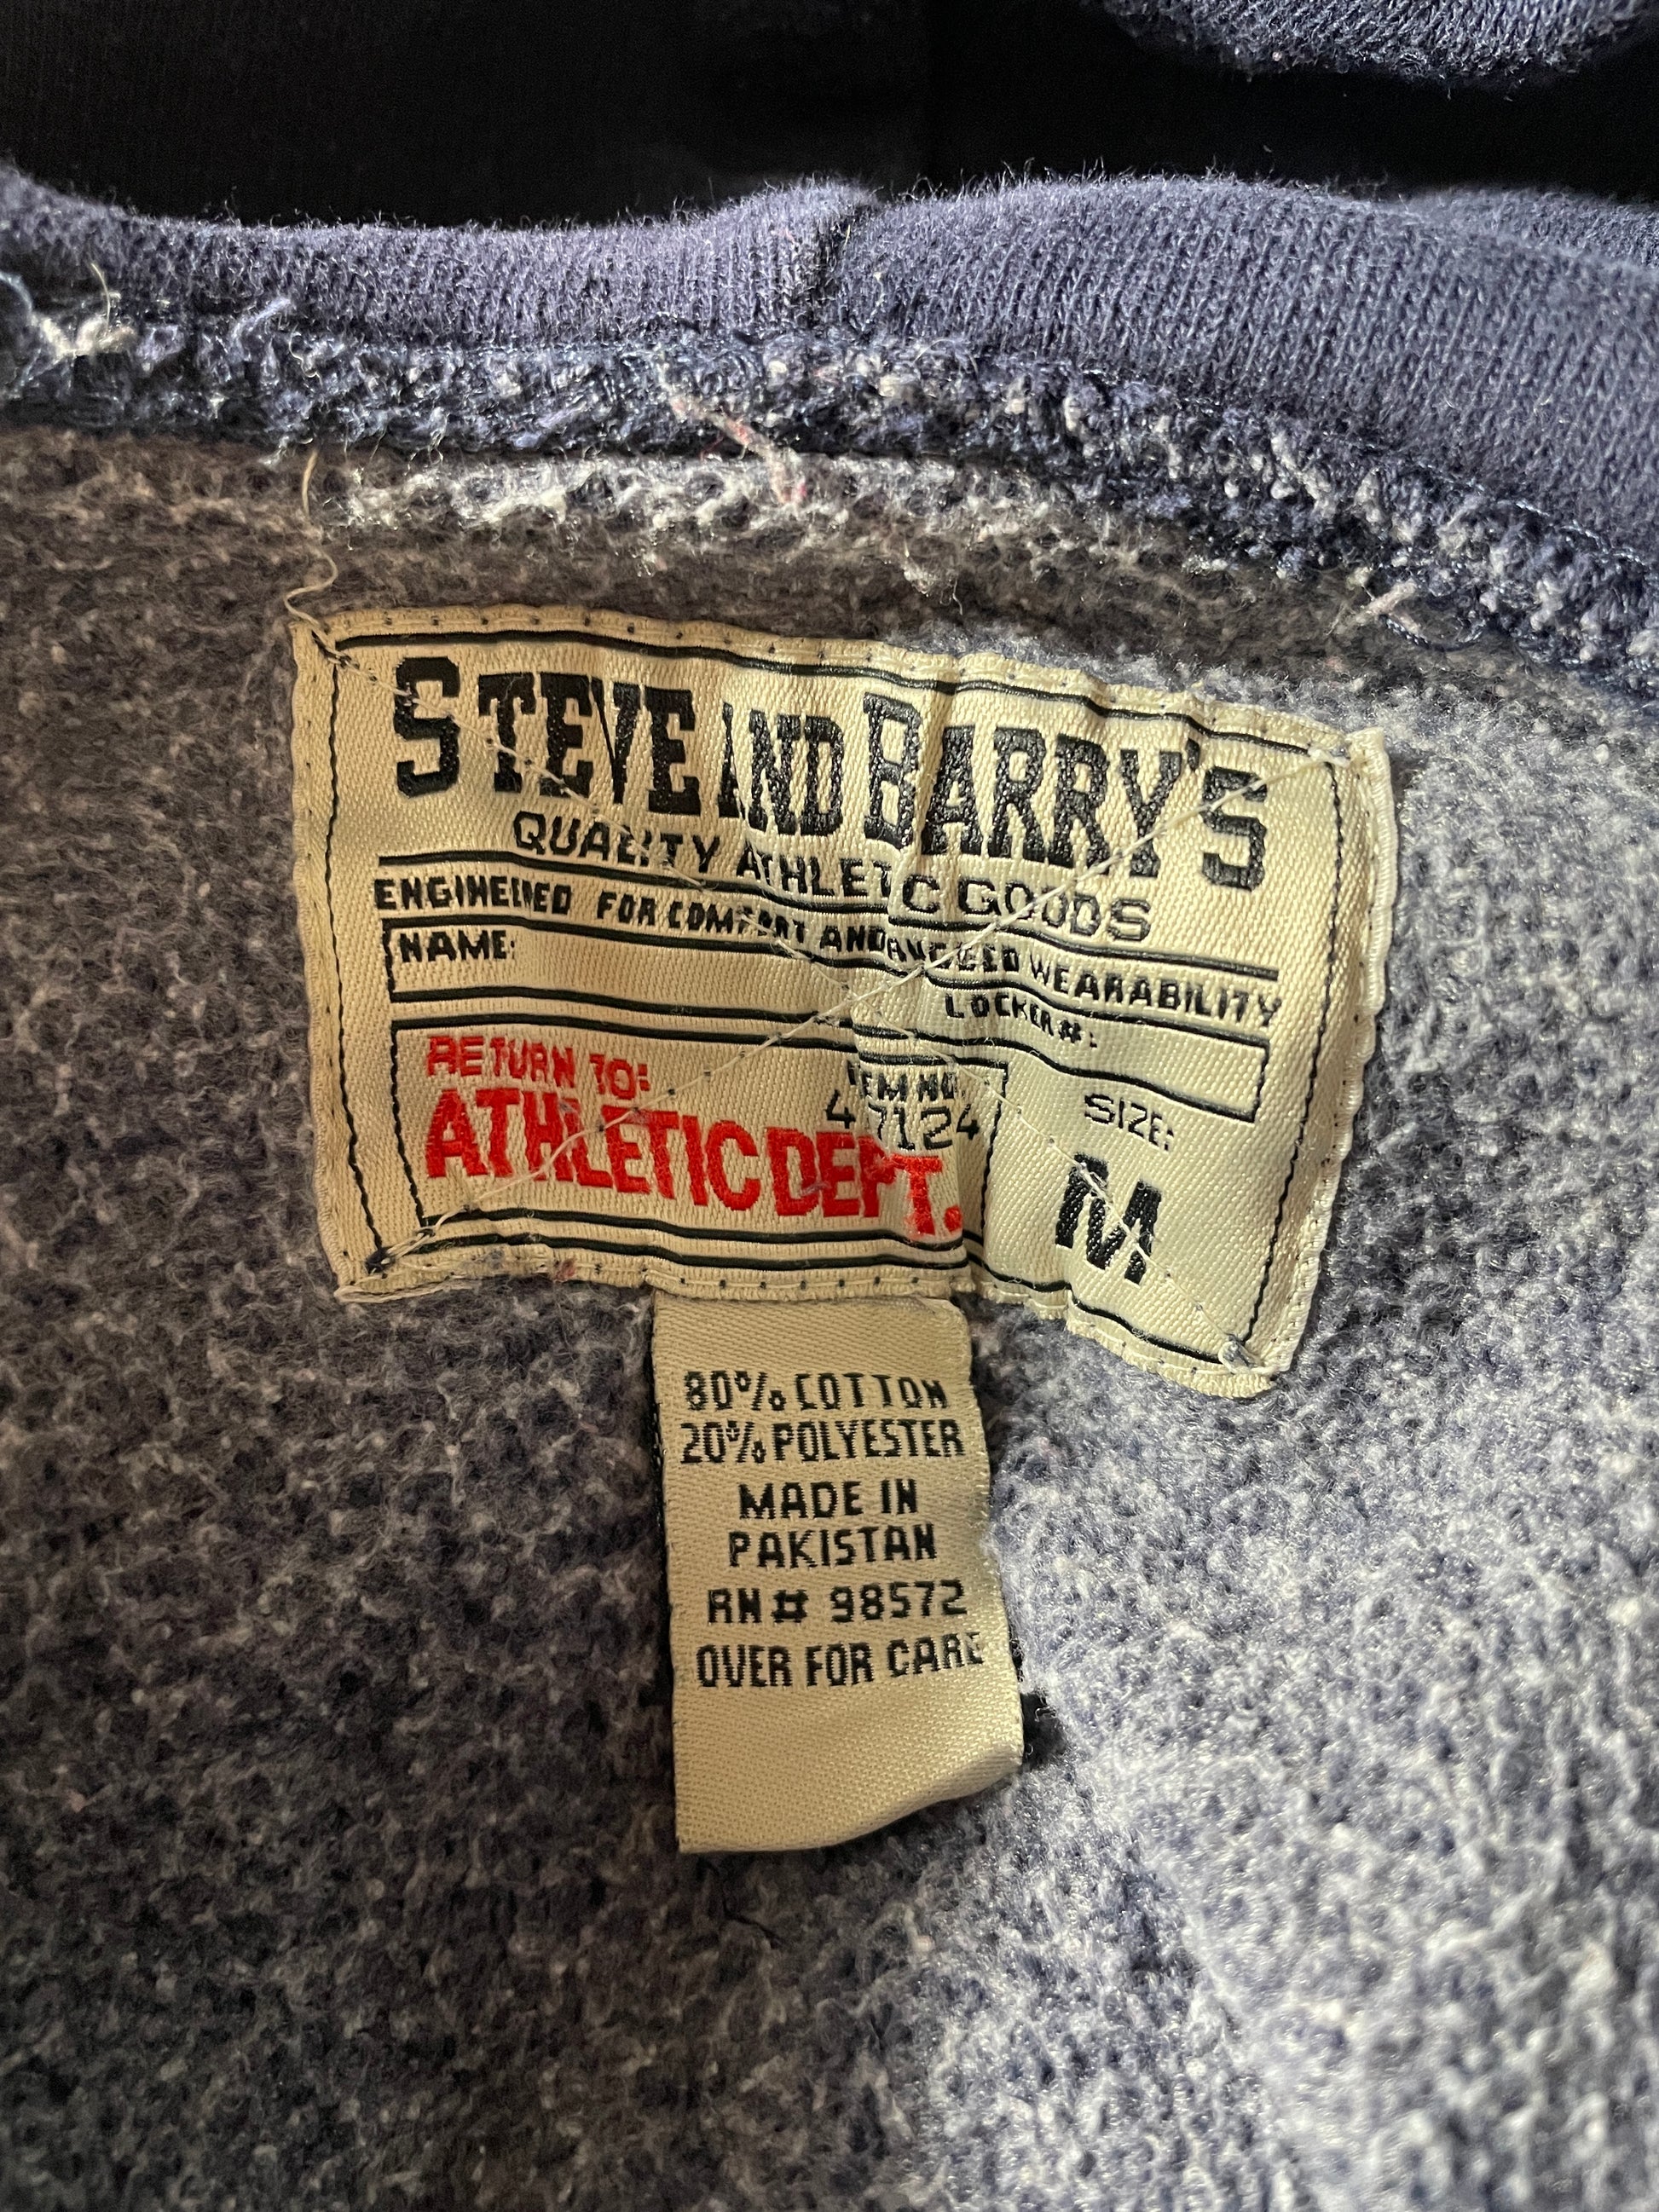 STEVE AND BARRY'S
QUALITY ATHLETIC GOODS
ENGINEERED FOR COMFORT AND RUGGED WEARABILITY
NAME:
LOCKER #:
RETURN TO:
ATHLETIC DEPT.
ITEM NO.
47124
SIZE:
M
80% COTTON
20% POLYESTER
MADE IN
PAKISTAN
RN# 98572
OVER FOR CARE